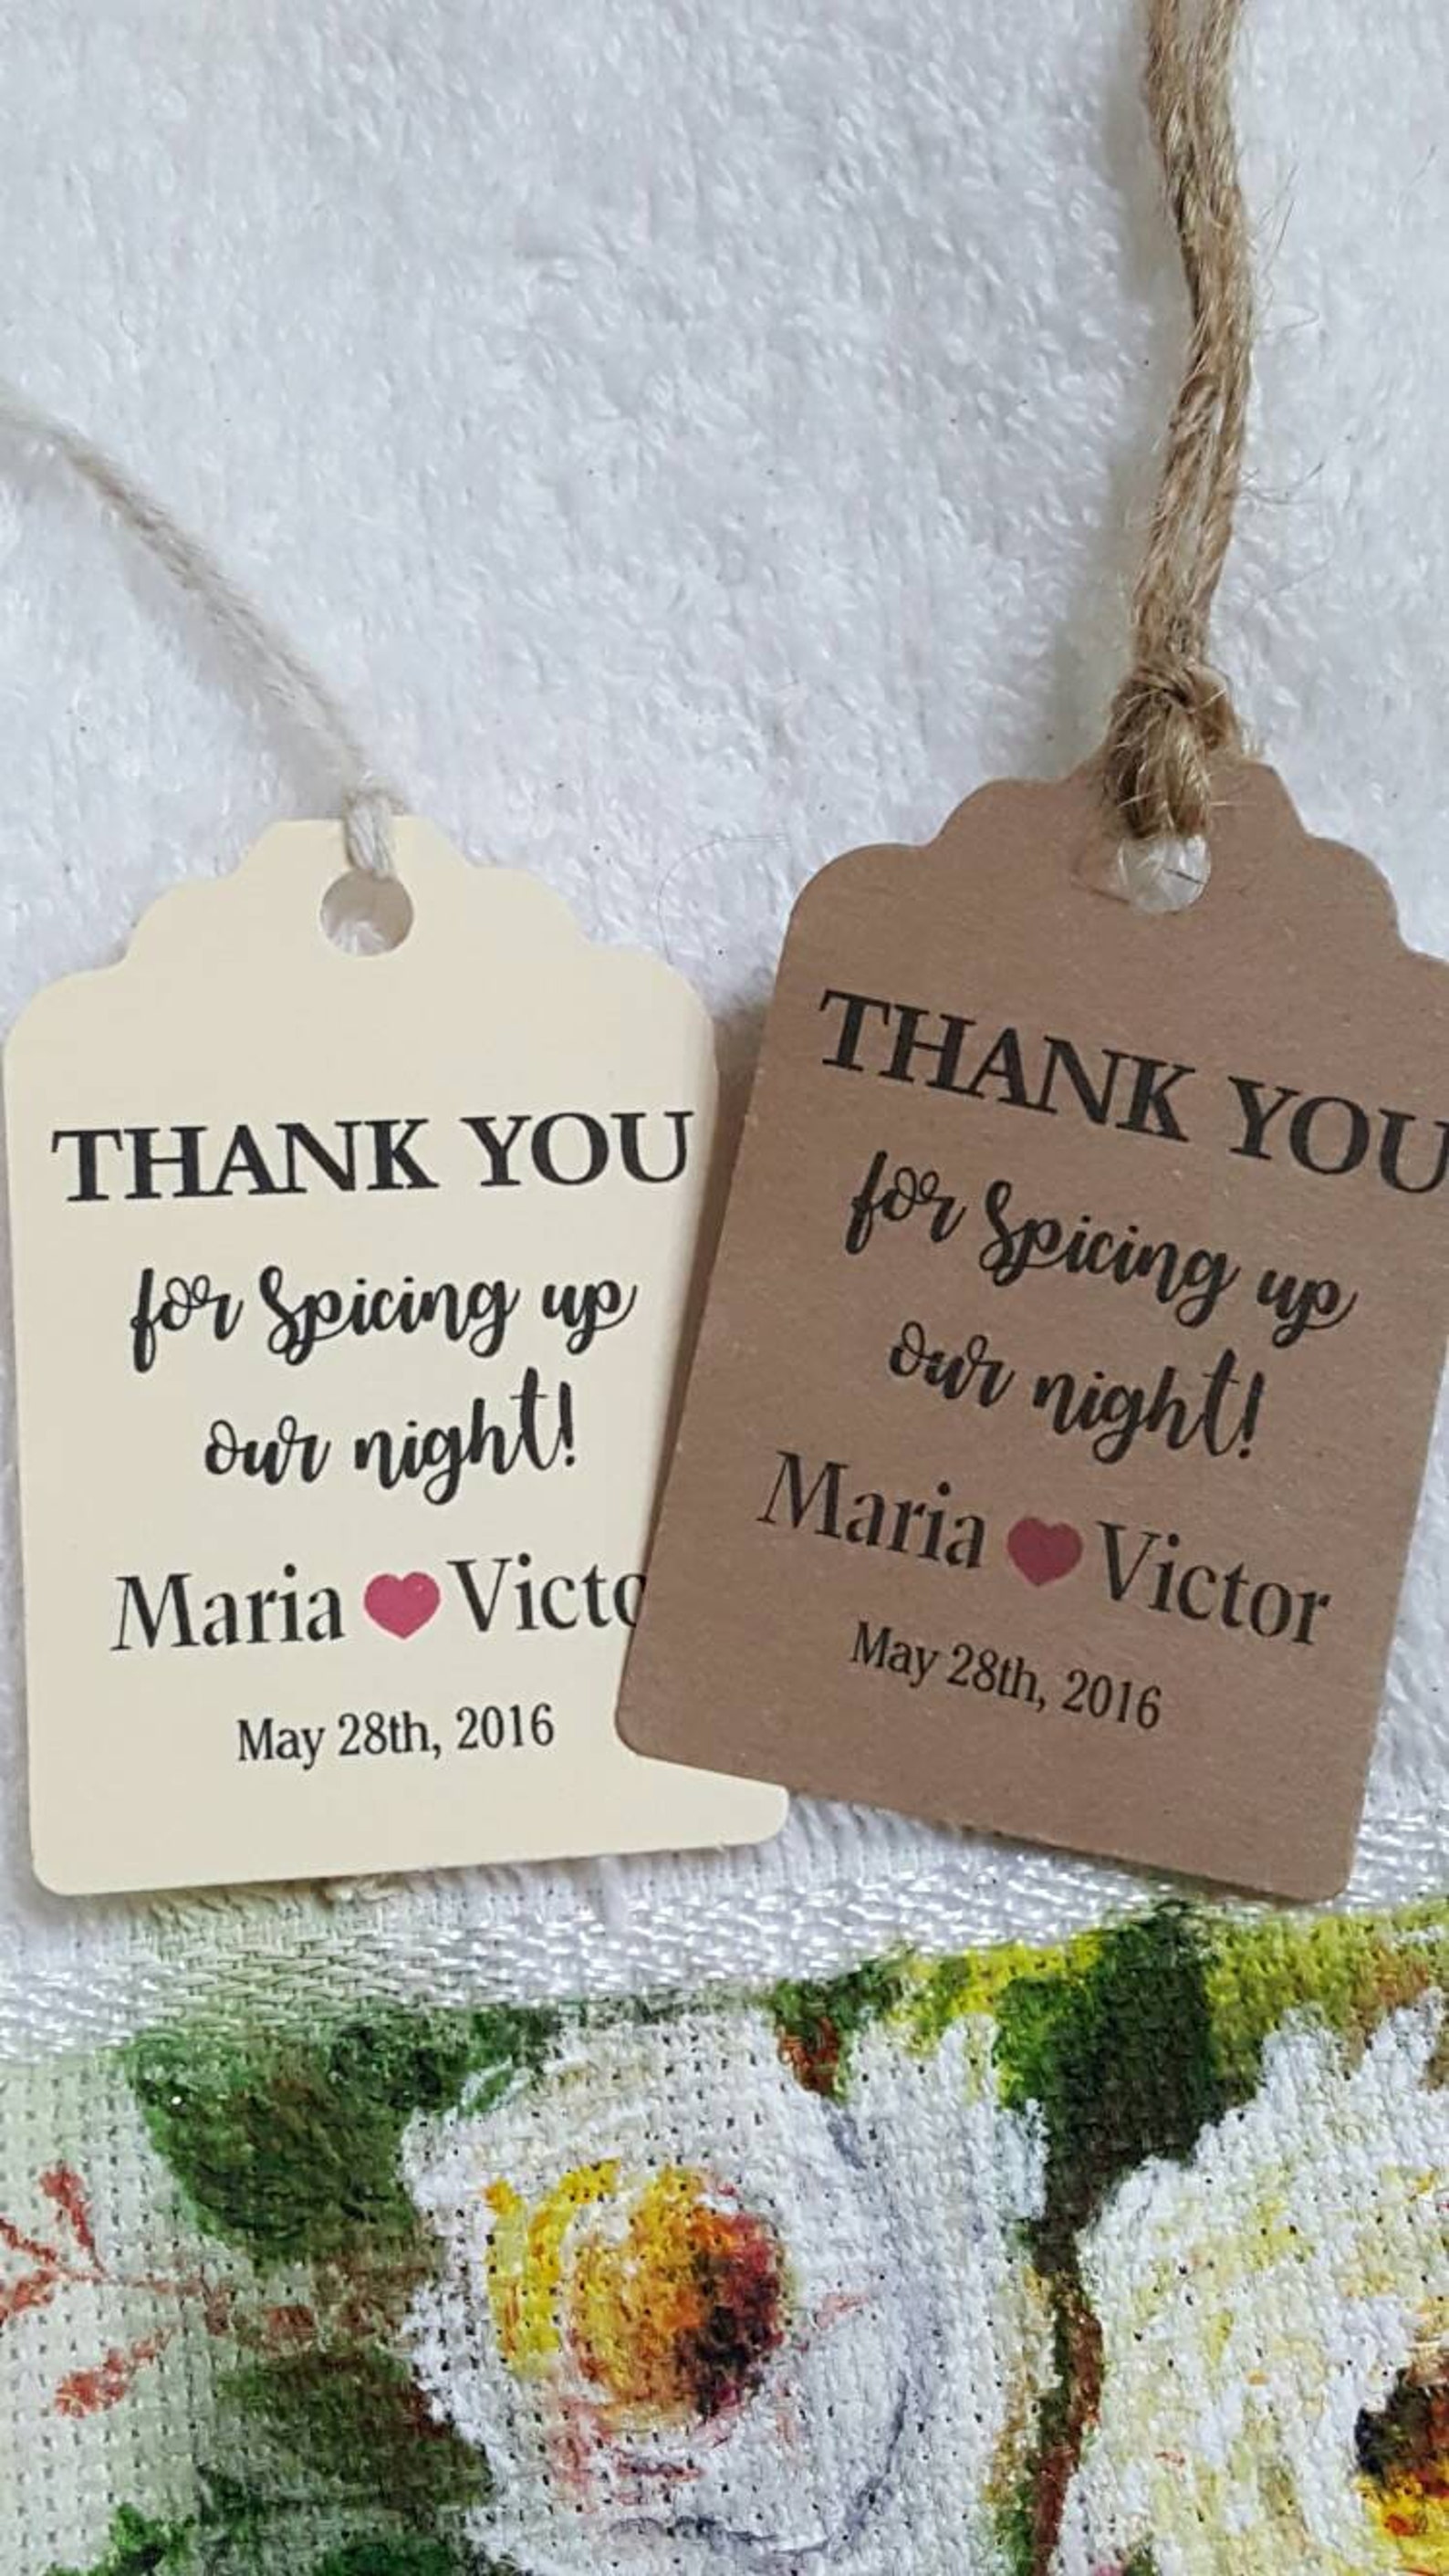 THANK YOU
for Spicing up
our night!
Maria ❤ Victo
May 28th, 2016
THANK YOU
for Spicing up
our night!
Maria ❤ Victor
May 28th, 2016